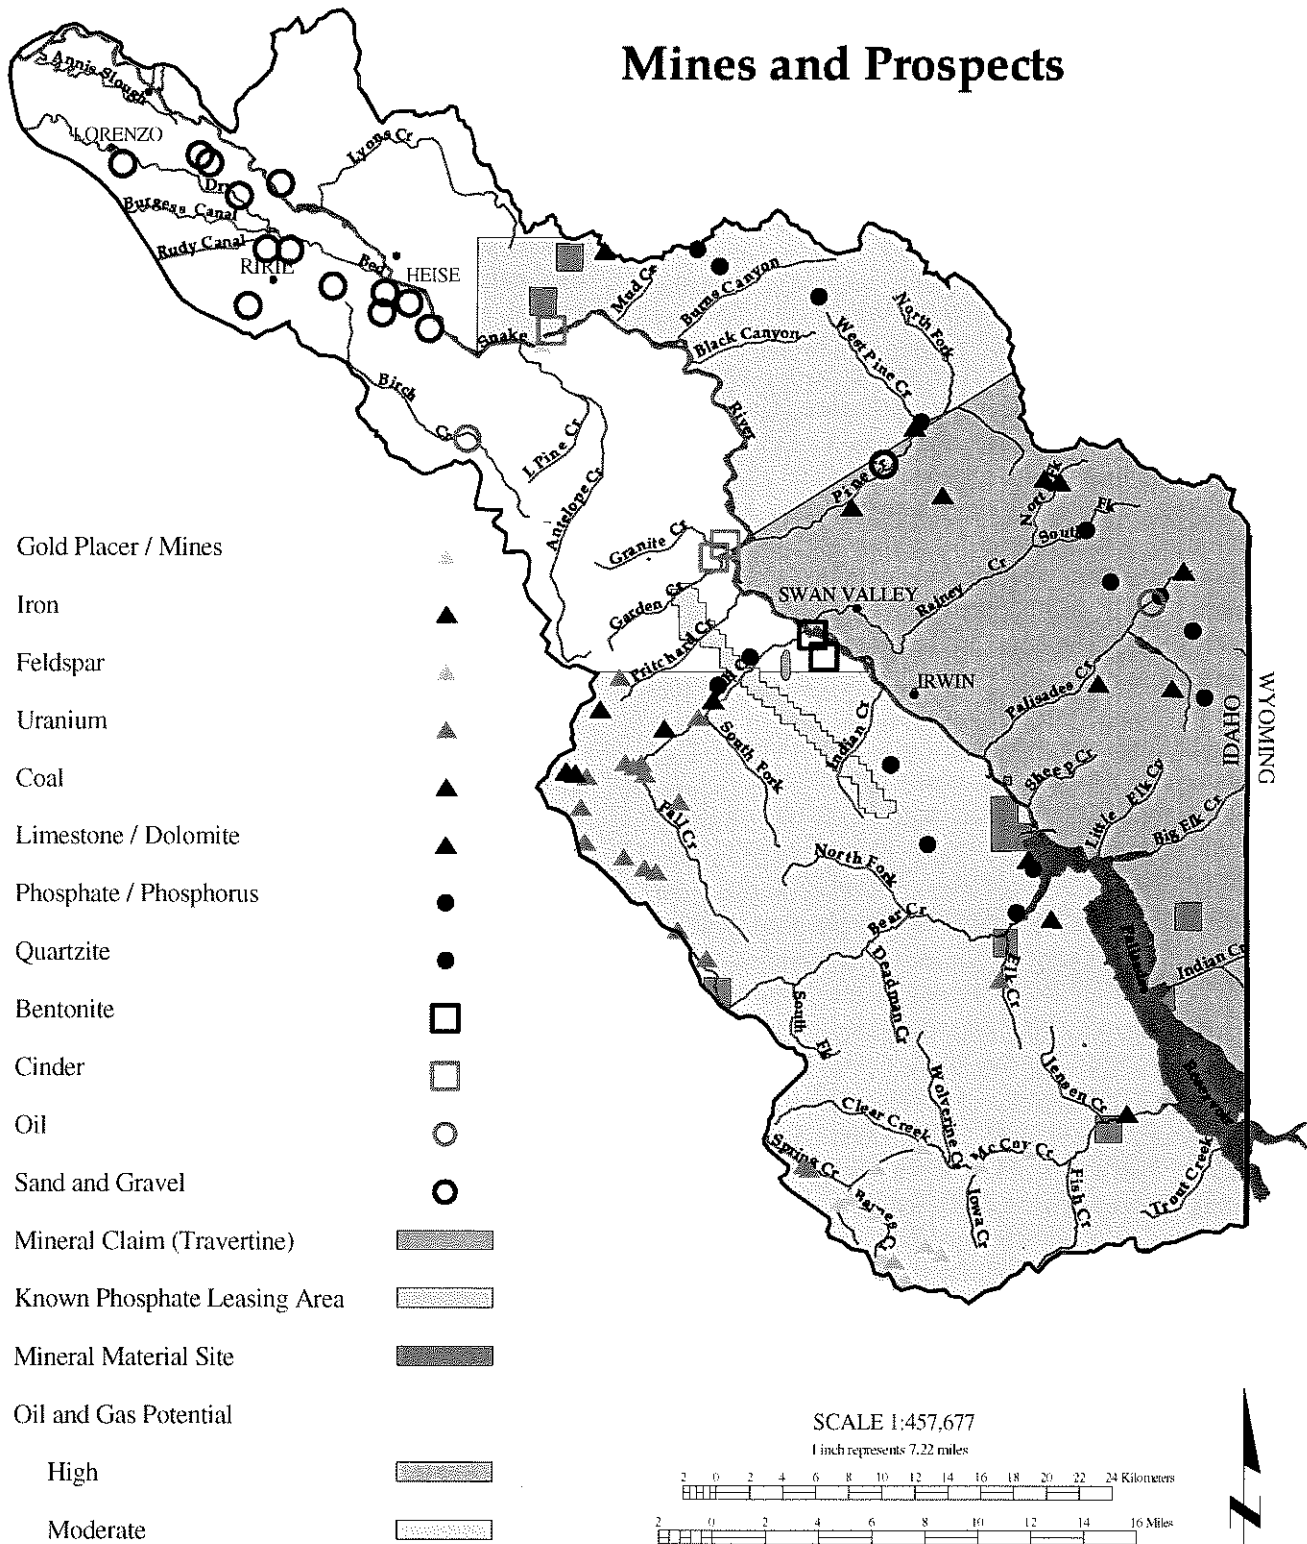 Mines and Prospects
Annis Slough
LORENZO
Lyons Cr
Dry
Burgess Canal
Rudy Canal
RIRIE
Bed
HEISE
Mud Cr
Burns Canyon
North Fork
Snake
Black Canyon
West Pine Cr
Birch
Cr
River
L Pine Cr
Pine Cr
Antelope Cr
Fk
South
Fk
Granite Cr
Garden Cr
SWAN VALLEY
Rainey
Cr
Pritchard Cr
IRWIN
Palisades Cr
IDAHO
WYOMING
South Fork
Indian Cr
Sheep Cr
Elk Cr
Little
Big Elk Cr
Fall Cr
North Fork
Bear Cr
Deadman Cr
Elk Cr
Indian Cr
South
Fk
Jensen Cr
Reservoir
Wolverine Cr
Clear Creek
Mc Coy Cr
Spring Cr
Barnes Cr
Iowa Cr
Fish Cr
Trout Creek
Gold Placer / Mines
Iron
Feldspar
Uranium
Coal
Limestone / Dolomite
Phosphate / Phosphorus
Quartzite
Bentonite
Cinder
Oil
Sand and Gravel
Mineral Claim (Travertine)
Known Phosphate Leasing Area
Mineral Material Site
Oil and Gas Potential
High
Moderate
SCALE 1:457,677
1 inch represents 7.22 miles
2 0 2 4 6 8 10 12 14 16 18 20 22 24 Kilometers
2 0 2 4 6 8 10 12 14 16 Miles
N